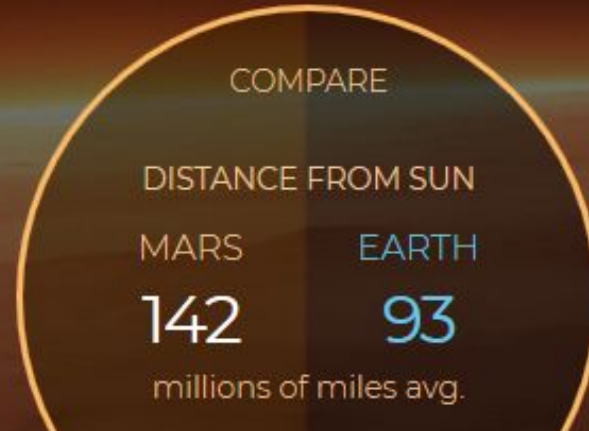 COMPARE
DISTANCE FROM SUN
MARS EARTH
142 93
millions of miles avg.